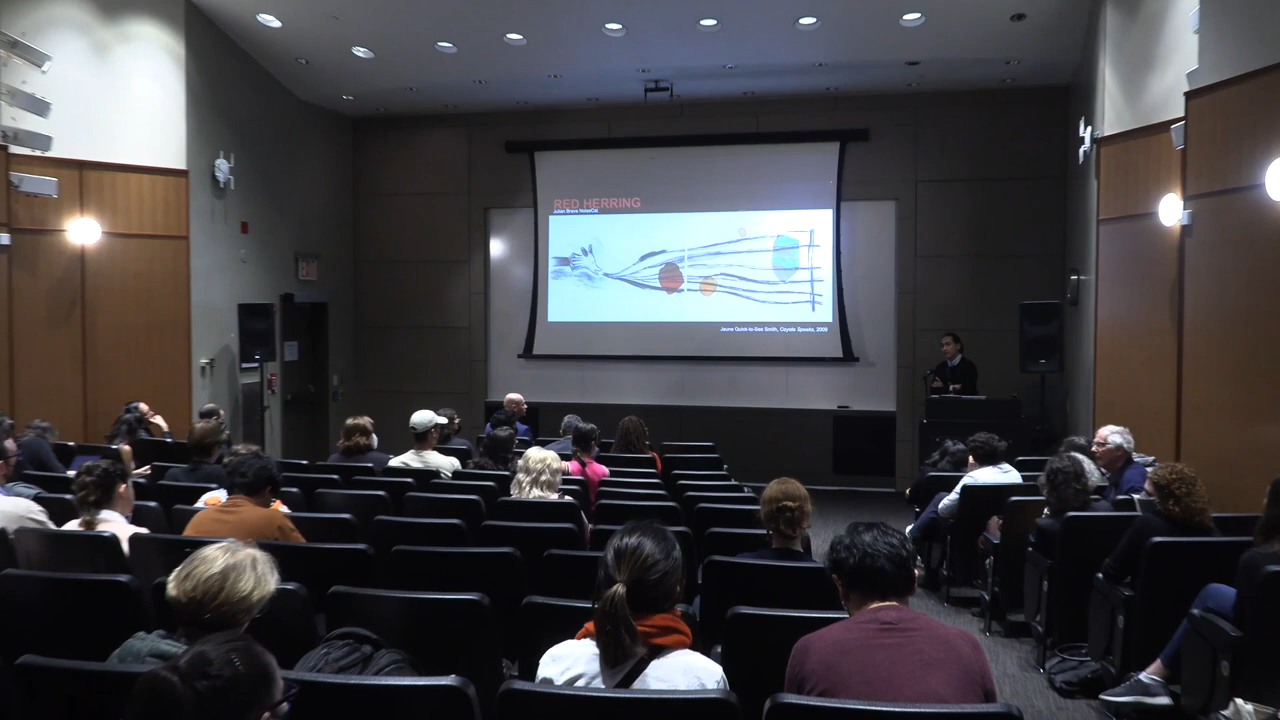 RED HERRING
Julian Brave NoiseCat
Jaune Quick-to-See Smith, Coyote Speaks, 2009